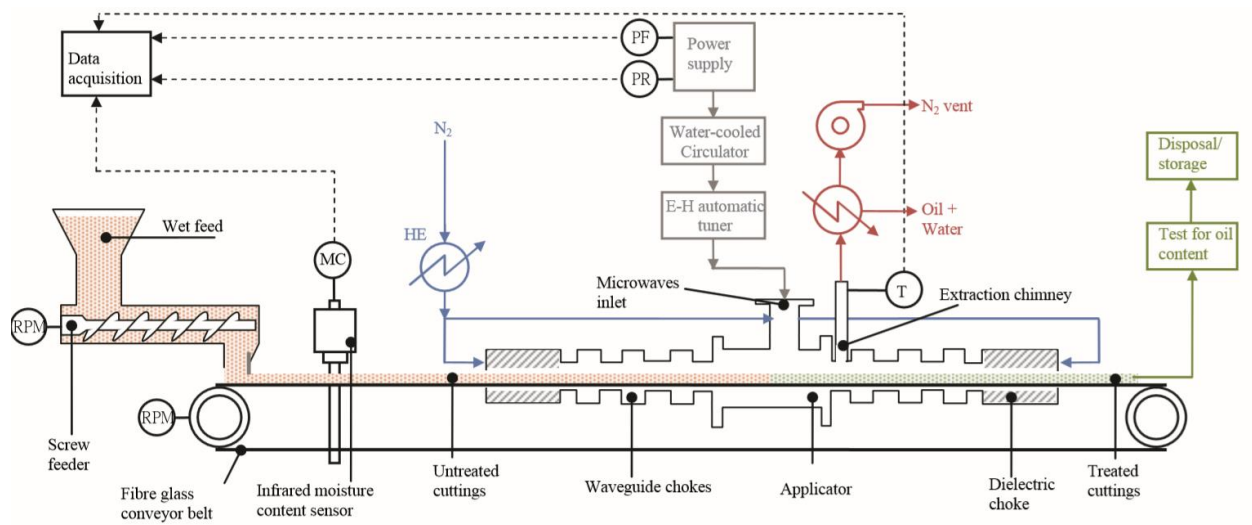 Data
acquisition
PF
PR
Power
supply
N₂ vent
N₂
Water-cooled
Circulator
Disposal/
storage
E-H automatic
tuner
Oil +
Water
Wet feed
HE
Test for oil
content
MC
Microwaves
inlet
T
Extraction chimney
RPM
RPM
Screw
feeder
Untreated
cuttings
Treated
cuttings
Fibre glass
conveyor belt
Infrared moisture
content sensor
Waveguide chokes
Applicator
Dielectric
choke